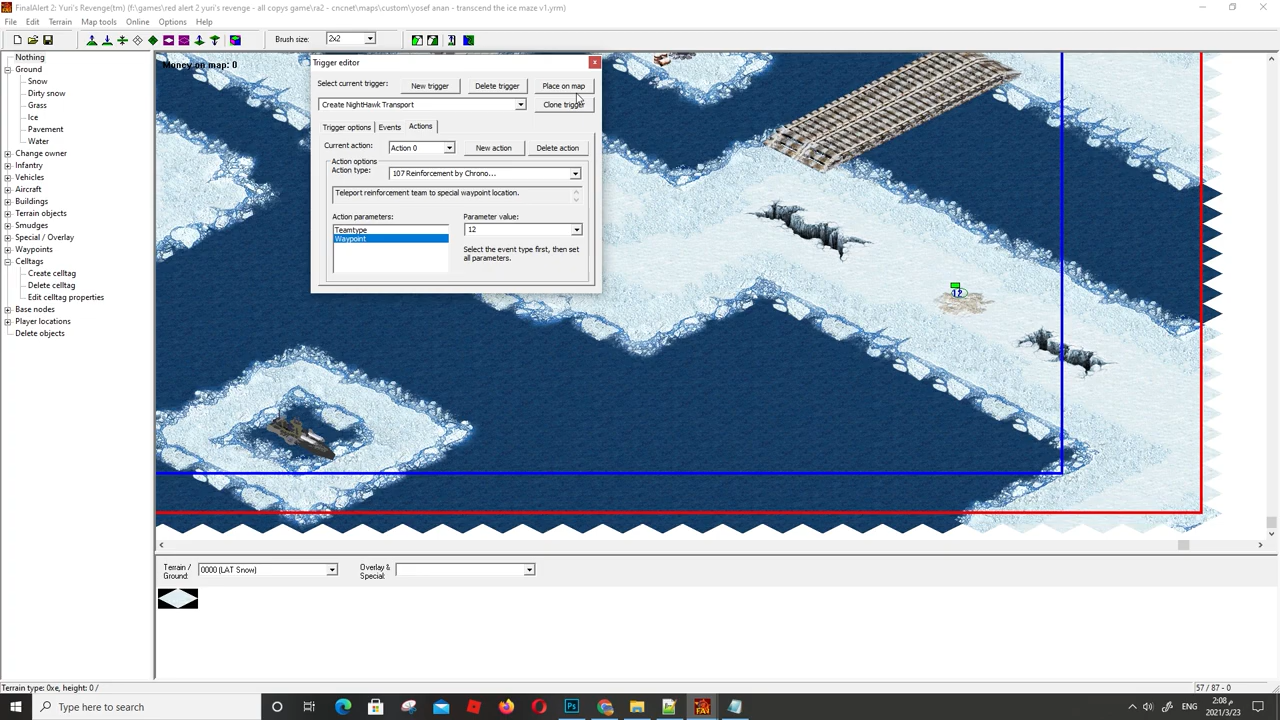 FinalAlert 2: Yuri's Revenge(tm) (f:\games\red alert 2 yuri's revenge - all copys game\ra2 - cncnet\maps\custom\yosef anan - transcend the ice maze v1.yrm)
File Edit Terrain Map tools Online Options Help
Brush size: 2x2
Nothing
Ground
Snow
Dirty snow
Grass
Ice
Pavement
Water
Change owner
Infantry
Vehicles
Aircraft
Buildings
Terrain objects
Smudges
Special / Overlay
Waypoints
Celltags
Create celltag
Delete celltag
Edit celltag properties
Base nodes
Player locations
Delete objects
Money on map: 0
Trigger editor
x
Select current trigger: New trigger Delete trigger Place on map
Create NightHawk Transport Clone trigger
Trigger options Events Actions
Current action: Action 0 New action Delete action
Action options
Action type: 107 Reinforcement by Chrono...
Teleport reinforcement team to special waypoint location.
Action parameters: Parameter value:
Teamtype 12
Waypoint
Select the event type first, then set
all parameters.
12
Terrain / Ground: 0000 (LAT Snow) Overlay & Special:
Terrain type: 0xe, height: 0 / 57 / 87 - 0
Type here to search
Ps
FA2
ENG
2:08 م
2021/3/23